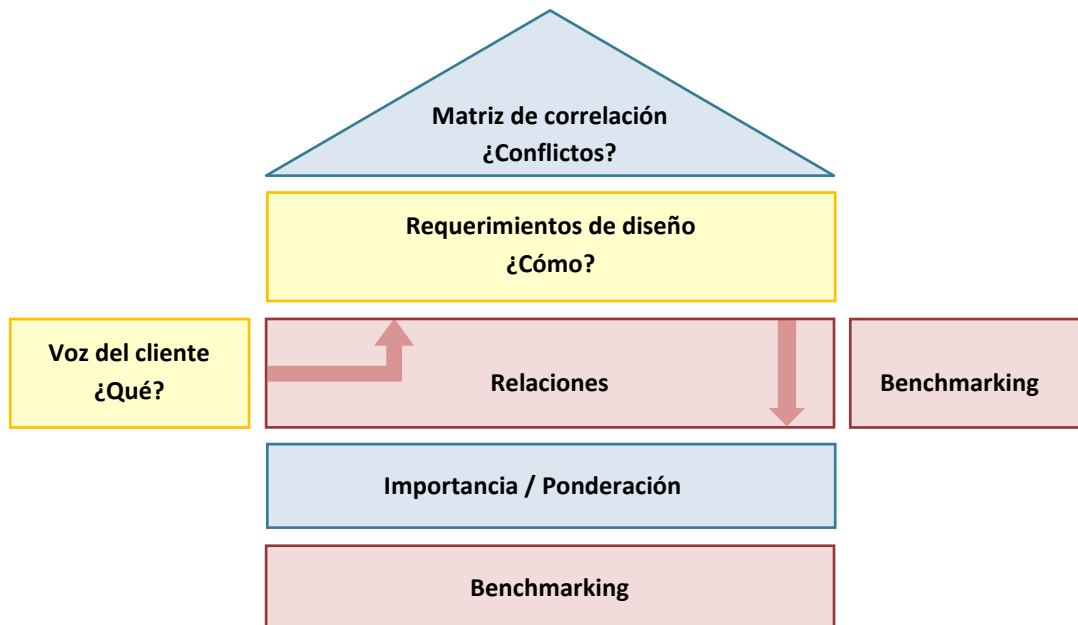 Matriz de correlación
¿Conflictos?
Requerimientos de diseño
¿Cómo?
Voz del cliente
¿Qué?
Relaciones
Benchmarking
Importancia / Ponderación
Benchmarking